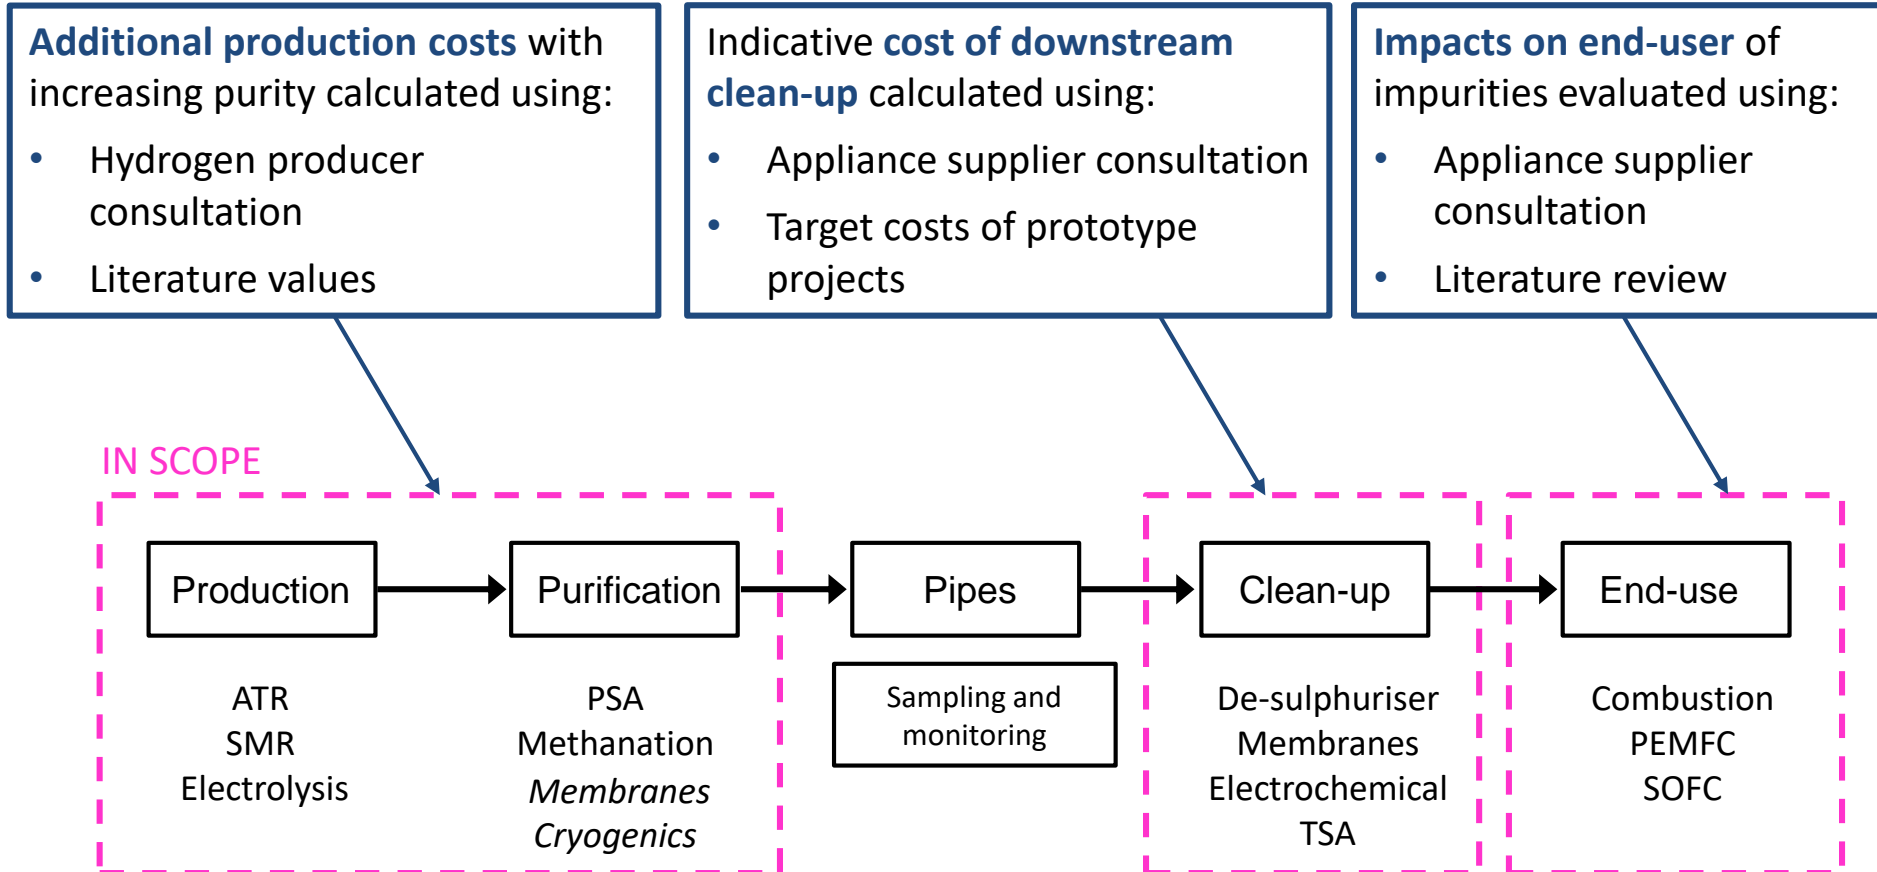 Additional production costs with
increasing purity calculated using:
• Hydrogen producer
consultation
• Literature values
Indicative cost of downstream
clean-up calculated using:
• Appliance supplier consultation
• Target costs of prototype
projects
Impacts on end-user of
impurities evaluated using:
• Appliance supplier
consultation
• Literature review
IN SCOPE
Production
Purification
Pipes
Clean-up
End-use
ATR
SMR
Electrolysis
PSA
Methanation
Membranes
Cryogenics
Sampling and
monitoring
De-sulphuriser
Membranes
Electrochemical
TSA
Combustion
PEMFC
SOFC